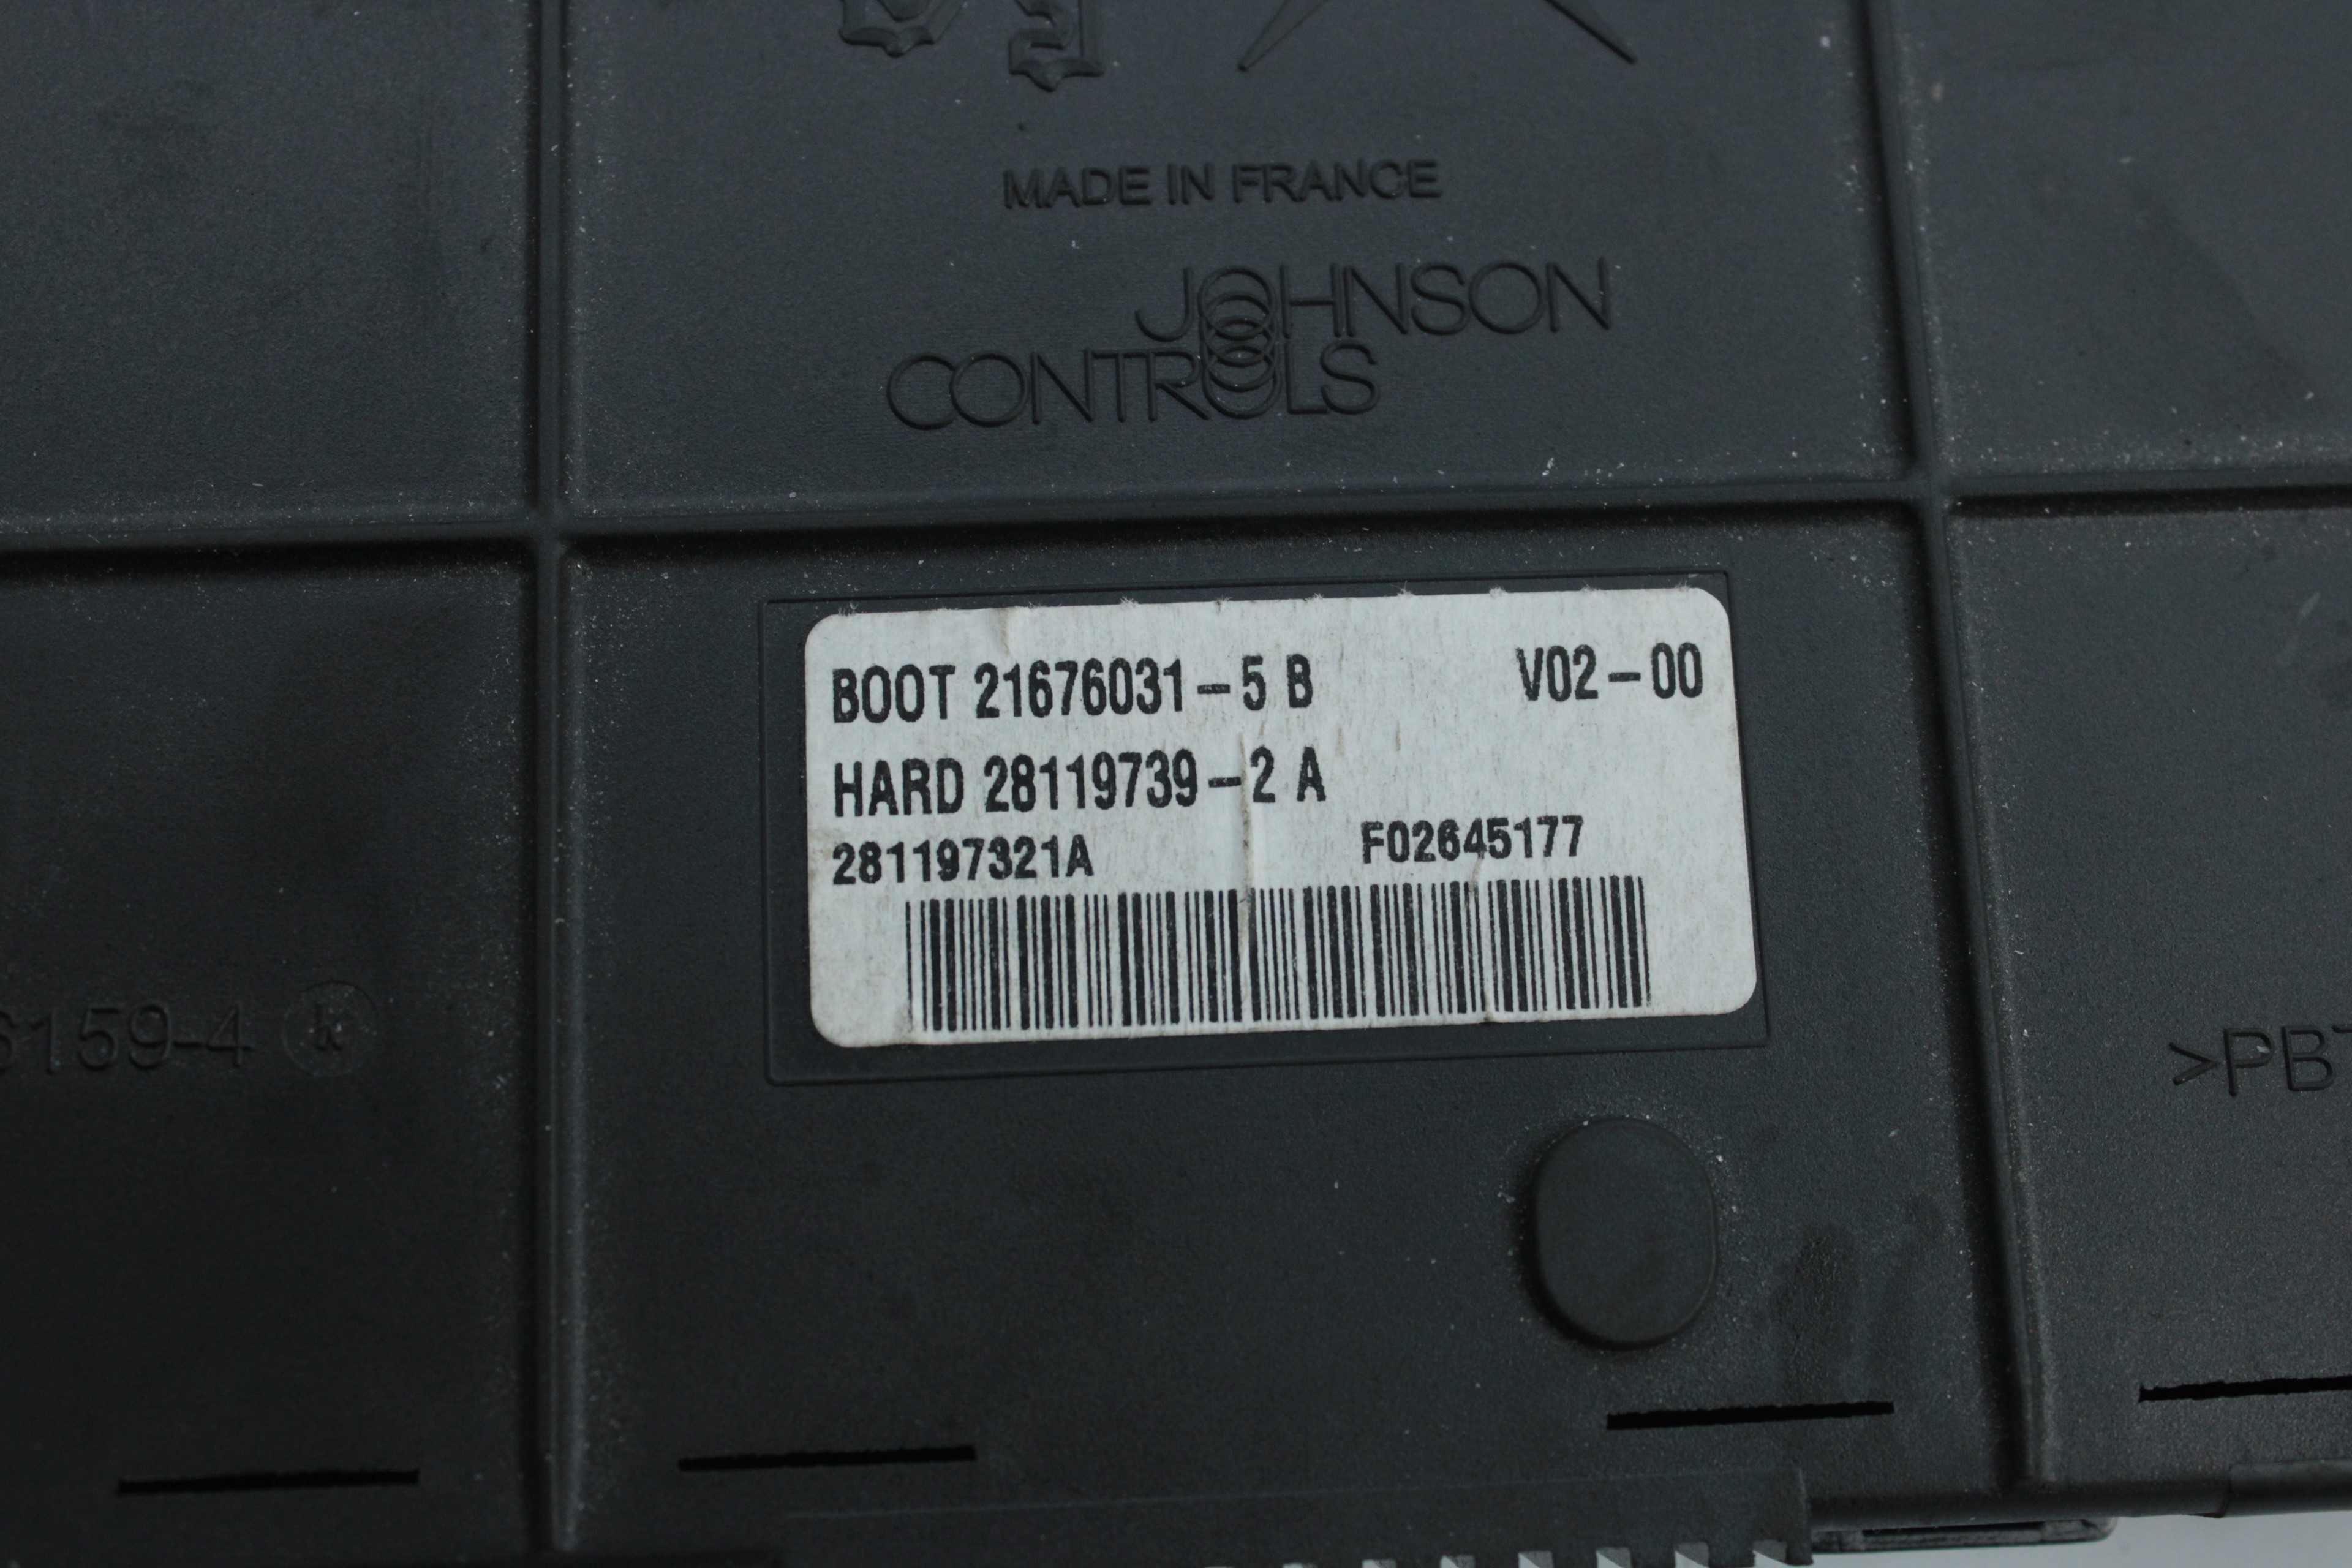 MADE IN FRANCE
JOHNSON
CONTROLS
BOOT 21676031-5 B V02-00
HARD 28119739-2 A
281197321A F02645177
6159-4
>PBT